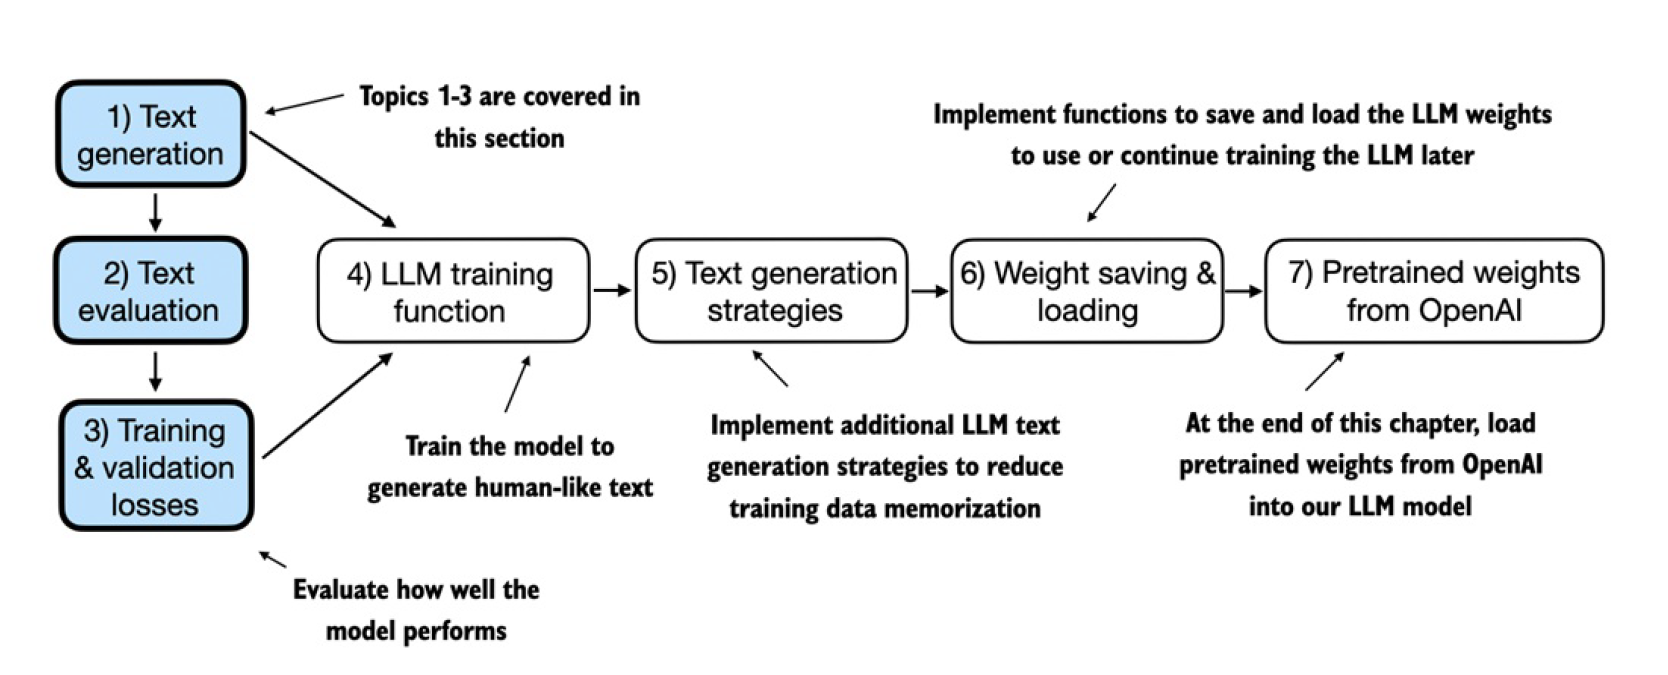 1) Text
generation
Topics 1-3 are covered in
this section
2) Text
evaluation
3) Training
& validation
losses
Evaluate how well the
model performs
4) LLM training
function
Train the model to
generate human-like text
5) Text generation
strategies
Implement additional LLM text
generation strategies to reduce
training data memorization
Implement functions to save and load the LLM weights
to use or continue training the LLM later
6) Weight saving &
loading
7) Pretrained weights
from OpenAI
At the end of this chapter, load
pretrained weights from OpenAI
into our LLM model